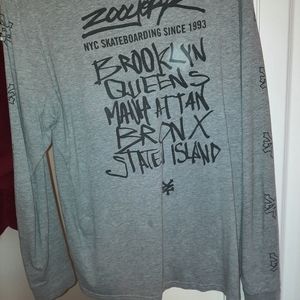 ZOOYORK
NYC SKATEBOARDING SINCE 1993
BROOKLYN
QUEENS
MANHATTAN
BRONX
STATEN ISLAND